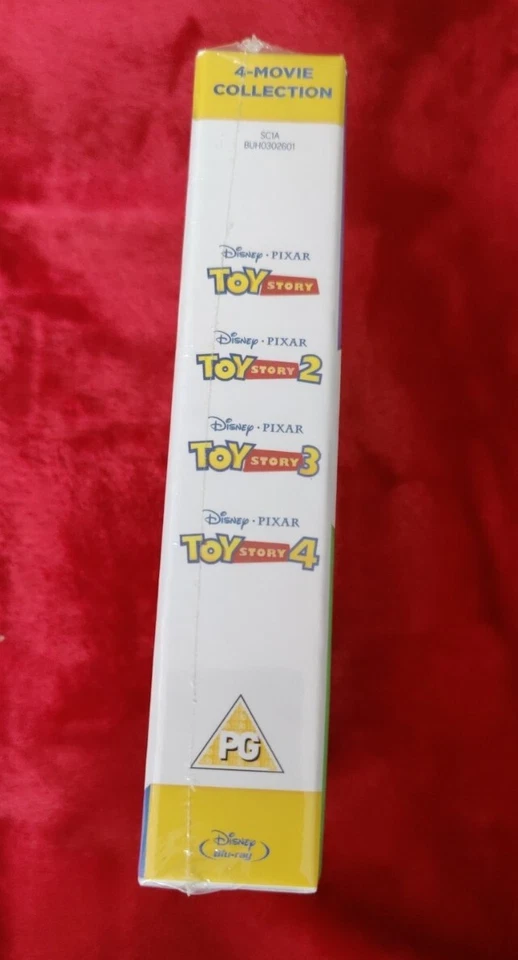 4-MOVIE
COLLECTION
SC1A
BUH0302601
Disney · PIXAR
TOY STORY
Disney · PIXAR
TOY STORY 2
Disney · PIXAR
TOY STORY 3
Disney · PIXAR
TOY STORY 4
PG
Disney
blu-ray